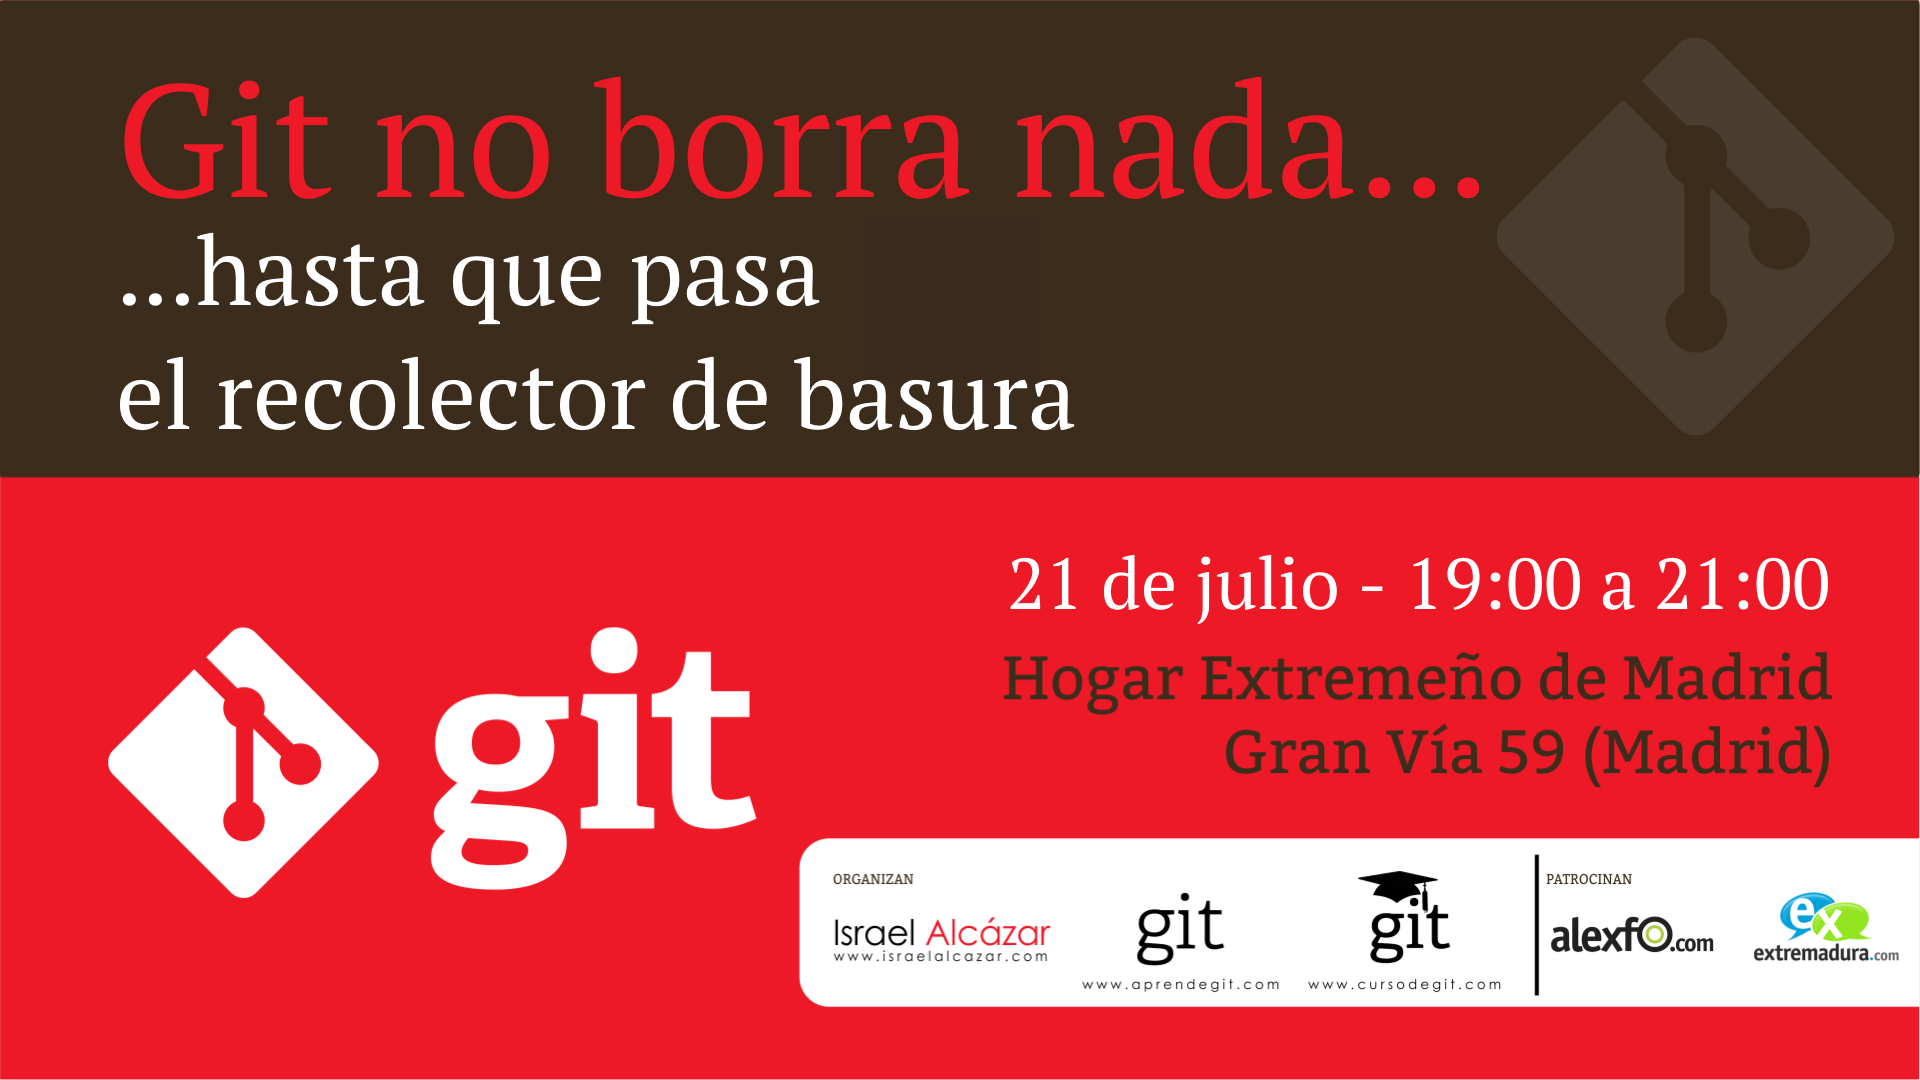 Git no borra nada...
...hasta que pasa
el recolector de basura
21 de julio - 19:00 a 21:00
Hogar Extremeño de Madrid
Gran Vía 59 (Madrid)
git
ORGANIZAN
Israel Alcázar
www.israelalcazar.com
git
www.aprendegit.com
git
www.cursodegit.com
PATROCINAN
alexfo.com
ex
extremadura.com